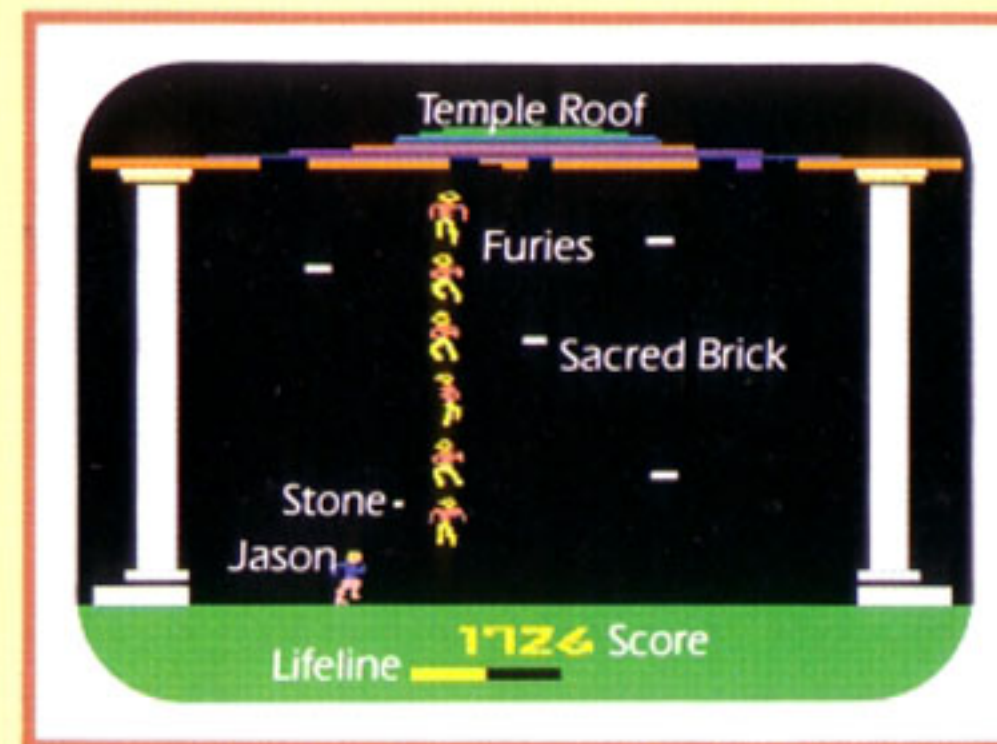 Temple Roof
Furies
Sacred Brick
Stone
Jason
1726 Score
Lifeline